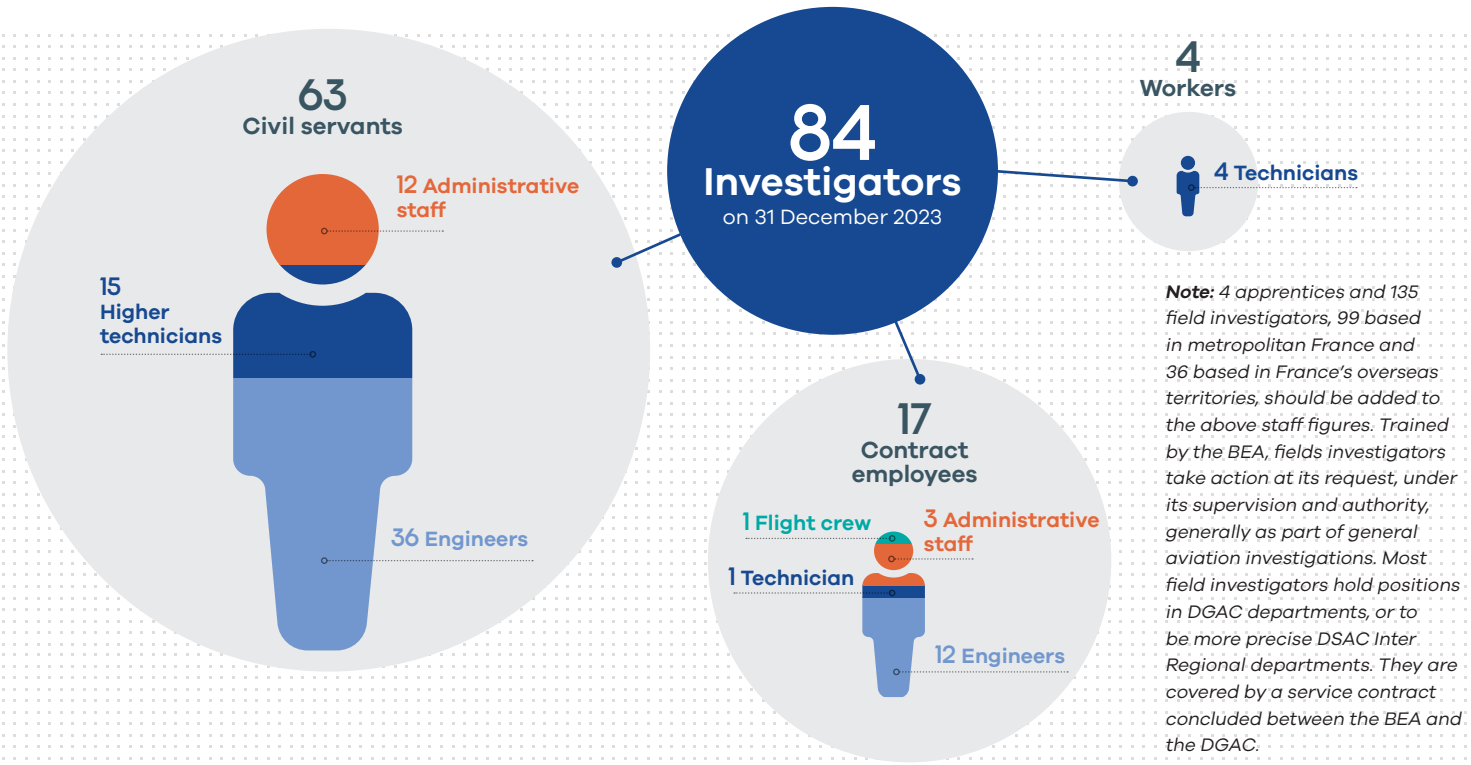 63
Civil servants
12 Administrative
staff
15
Higher
technicians
36 Engineers
84
Investigators
on 31 December 2023
17
Contract
employees
1 Flight crew
3 Administrative
staff
1 Technician
12 Engineers
4
Workers
4 Technicians
Note: 4 apprentices and 135
field investigators, 99 based
in metropolitan France and
36 based in France's overseas
territories, should be added to
the above staff figures. Trained
by the BEA, fields investigators
take action at its request, under
its supervision and authority,
generally as part of general
aviation investigations. Most
field investigators hold positions
in DGAC departments, or to
be more precise DSAC Inter
Regional departments. They are
covered by a service contract
concluded between the BEA and
the DGAC.